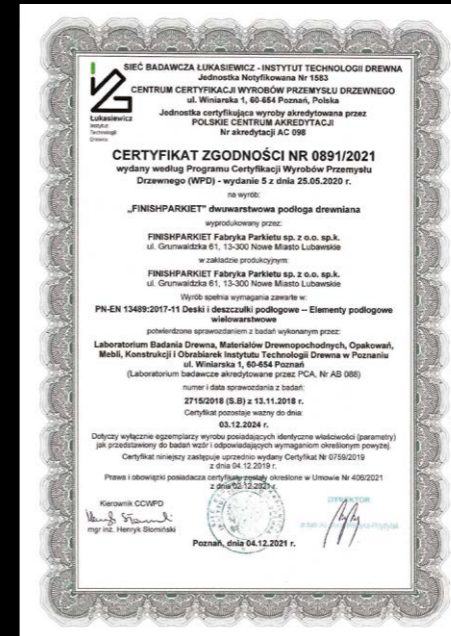 SIEĆ BADAWCZA ŁUKASIEWICZ - INSTYTUT TECHNOLOGII DREWNA
Jednostka Notyfikowana Nr 1583
CENTRUM CERTYFIKACJI WYROBÓW PRZEMYSŁU DRZEWNEGO
ul. Winiarska 1, 60-654 Poznań, Polska
Jednostka certyfikująca wyroby akredytowana przez
POLSKIE CENTRUM AKREDYTACJI
Nr akredytacji AC 098
Łukasiewicz
Instytut
Technologii
Drewna
CERTYFIKAT ZGODNOŚCI NR 0891/2021
wydany według Programu Certyfikacji Wyrobów Przemysłu
Drzewnego (WPD) - wydanie 5 z dnia 25.05.2020 r.
na wyrób:
„FINISHPARKIET" dwuwarstwowa podłoga drewniana
wyprodukowany przez:
FINISHPARKIET Fabryka Parkietu sp. z o.o. sp.k.
ul. Grunwaldzka 61, 13-300 Nowe Miasto Lubawskie
w zakładzie produkcyjnym:
FINISHPARKIET Fabryka Parkietu sp. z o.o. sp.k.
ul. Grunwaldzka 61, 13-300 Nowe Miasto Lubawskie
Wyrób spełnia wymagania zawarte w:
PN-EN 13489:2017-11 Deski i deszczułki podłogowe -- Elementy podłogowe
wielowarstwowe
potwierdzone sprawozdaniem z badań wykonanym przez:
Laboratorium Badania Drewna, Materiałów Drewnopochodnych, Opakowań,
Mebli, Konstrukcji i Obrabiarek Instytutu Technologii Drewna w Poznaniu
ul. Winiarska 1, 60-654 Poznań
(Laboratorium badawcze akredytowane przez PCA, Nr AB 088)
numer i data sprawozdania z badań:
2715/2018 (S.B) z 13.11.2018 r.
Certyfikat pozostaje ważny do dnia:
03.12.2024 r.
Dotyczy wyłącznie egzemplarzy wyrobu posiadających identyczne właściwości (parametry)
jak przedstawiony do badań wzór i odpowiadających wymaganiom określonym powyżej.
Certyfikat niniejszy zastępuje uprzednio wydany Certyfikat Nr 0759/2019
z dnia 04.12.2019 r.
Prawa i obowiązki posiadacza certyfikatu zostały określone w Umowie Nr 406/2021
z dnia 02.12.2021 r.
Kierownik CCWPD
DYREKTOR
mgr inż. Henryk Słomiński
Poznań, dnia 04.12.2021 r.